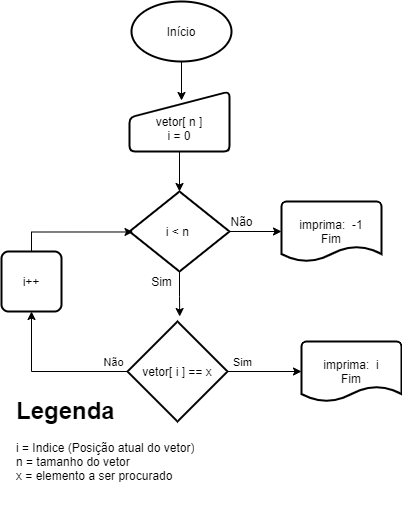 Início
vetor[ n ]
i = 0
i < n
Não
imprima:  -1
Fim
Sim
i++
vetor[ i ] == x
Não
Sim
imprima:  i
Fim
Legenda
i = Indice (Posição atual do vetor)
n = tamanho do vetor
x = elemento a ser procurado